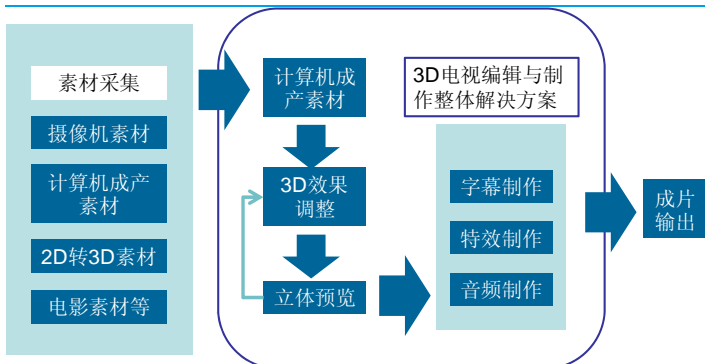 素材采集
摄像机素材
计算机成产
素材
2D转3D素材
电影素材等
计算机成
产素材
3D效果
调整
立体预览
3D电视编辑与制
作整体解决方案
字幕制作
特效制作
音频制作
成片
输出